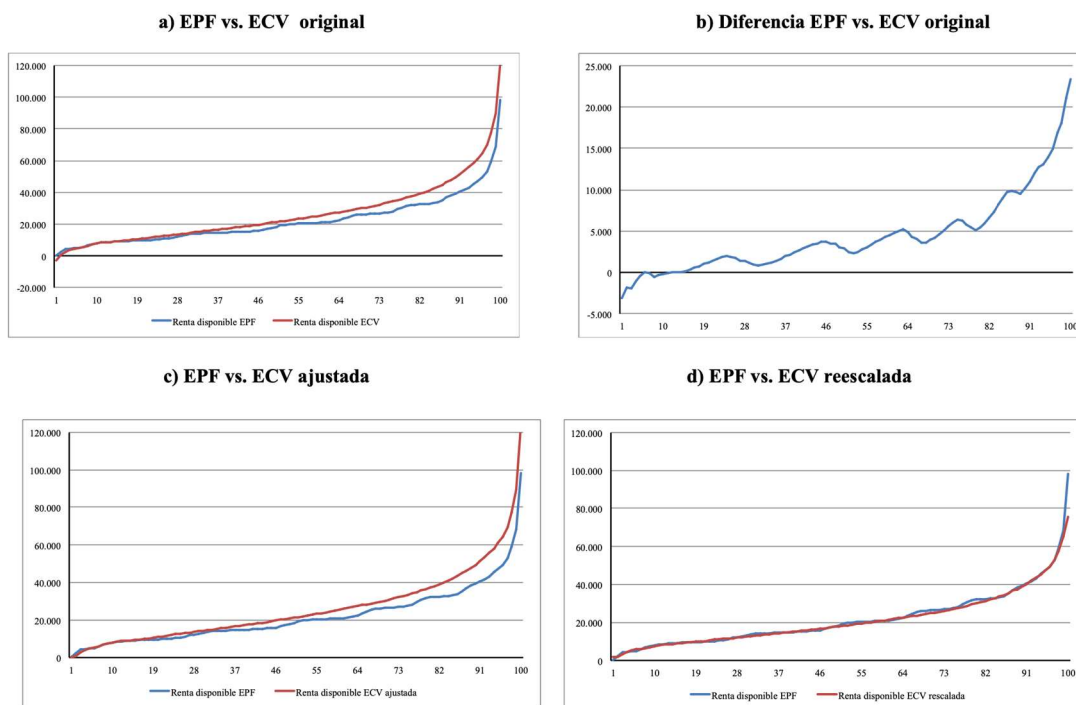 a) EPF vs. ECV original
120.000
100.000
80.000
60.000
40.000
20.000
0
-20.000
1 10 19 28 37 46 55 64 73 82 91 100
Renta disponible EPF Renta disponible ECV
b) Diferencia EPF vs. ECV original
25.000
20.000
15.000
10.000
5.000
0
-5.000
1 10 19 28 37 46 55 64 73 82 91 100
c) EPF vs. ECV ajustada
120.000
100.000
80.000
60.000
40.000
20.000
0
1 10 19 28 37 46 55 64 73 82 91 100
Renta disponible EPF Renta disponible ECV ajustada
d) EPF vs. ECV reescalada
120.000
100.000
80.000
60.000
40.000
20.000
0
1 10 19 28 37 46 55 64 73 82 91 100
Renta disponible EPF Renta disponible ECV rescalada